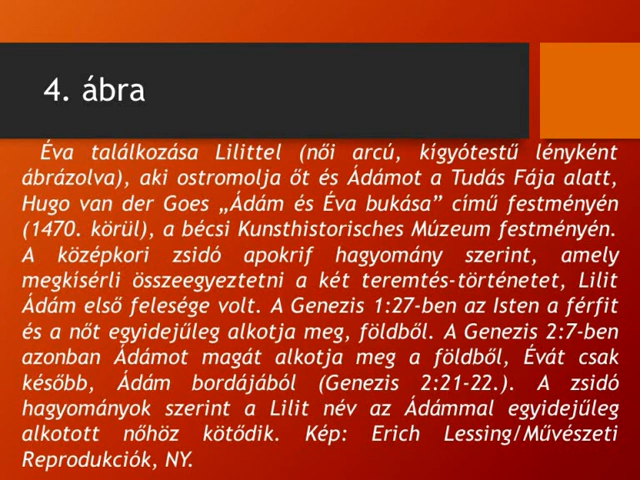 4. ábra
Éva találkozása Lilittel (női arcú, kígyótestű lényként
ábrázolva), aki ostromolja őt és Ádámot a Tudás Fája alatt,
Hugo van der Goes „Ádám és Éva bukása” című festményén
(1470. körül), a bécsi Kunsthistorisches Múzeum festményén.
A középkori zsidó apokrif hagyomány szerint, amely
megkísérli összeegyeztetni a két teremtés-történetet, Lilit
Ádám első felesége volt. A Genezis 1:27-ben az Isten a férfit
és a nőt egyidejűleg alkotja meg, földből. A Genezis 2:7-ben
azonban Ádámot magát alkotja meg a földből, Évát csak
később, Ádám bordájából (Genezis 2:21-22.). A zsidó
hagyományok szerint a Lilit név az Ádámmal egyidejűleg
alkotott nőhöz kötődik. Kép: Erich Lessing/Művészeti
Reprodukciók, NY.